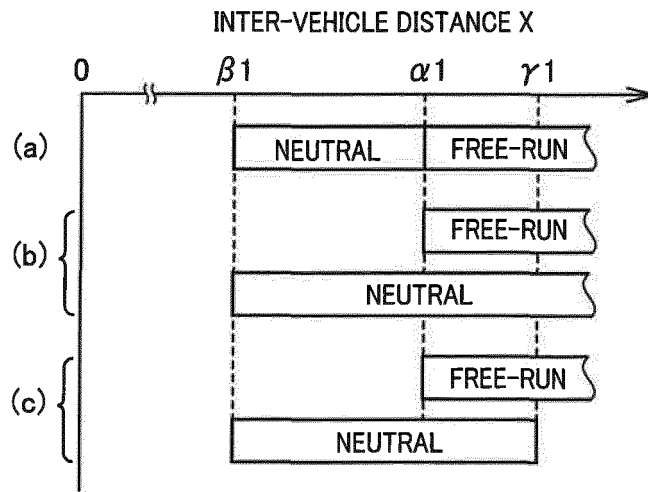 INTER-VEHICLE DISTANCE X
0 β1 α1 γ1
(a) NEUTRAL FREE-RUN
FREE-RUN
(b)
NEUTRAL
FREE-RUN
(c)
NEUTRAL